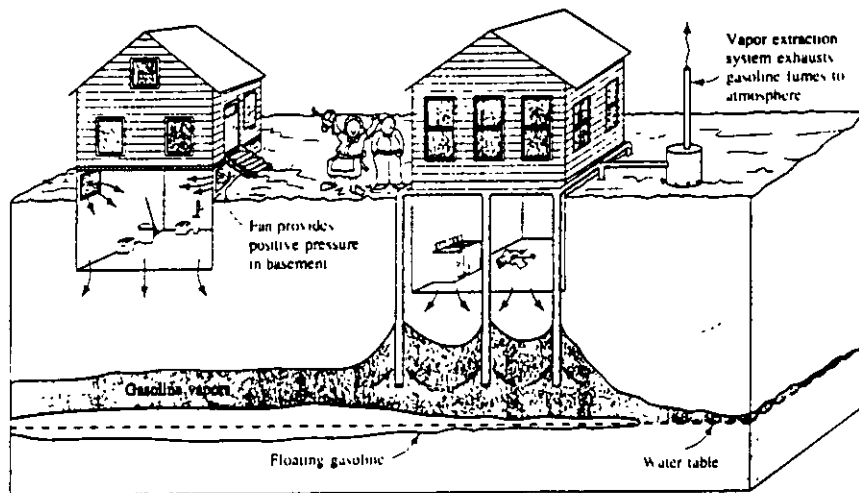 Vapor extraction
system exhausts
gasoline fumes to
atmosphere
Fan provides
positive pressure
in basement
Gasoline vapors
Floating gasoline
Water table